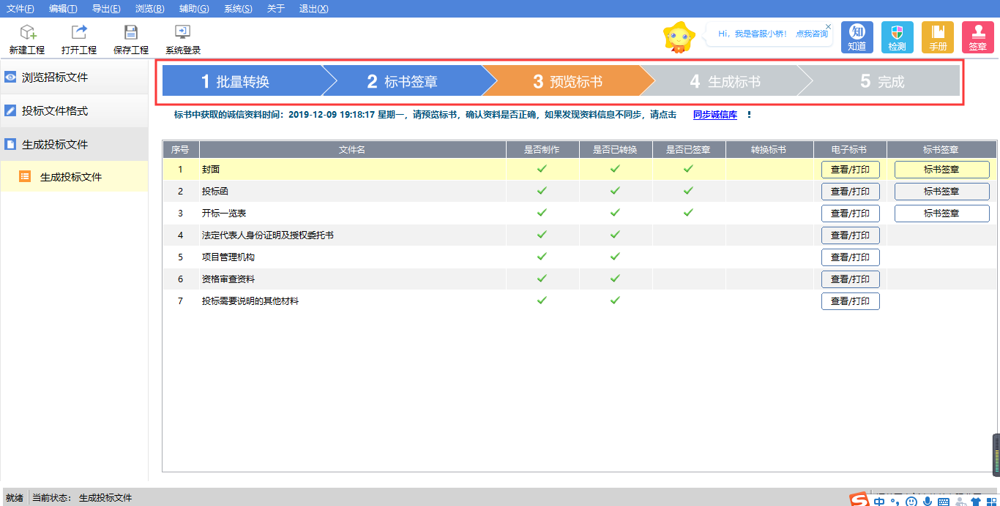 文件(F) 编辑(T) 导出(E) 浏览(B) 辅助(G) 系统(S) 关于 退出(X)
新建工程 打开工程 保存工程 系统登录
Hi，我是客服小桥！ 点我咨询
知 知道 检测 手册 签章
浏览招标文件
投标文件格式
生成投标文件
生成投标文件
1 批量转换 2 标书签章 3 预览标书 4 生成标书 5 完成
标书中获取的诚信资料时间：2019-12-09 19:18:17 星期一，请预览标书，确认资料是否正确，如果发现资料信息不同步，请点击 同步诚信库 ！
序号 文件名 是否制作 是否已转换 是否已签章 转换标书 电子标书 标书签章
1 封面 查看/打印 标书签章
2 投标函 查看/打印 标书签章
3 开标一览表 查看/打印 标书签章
4 法定代表人身份证明及授权委托书 查看/打印
5 项目管理机构 查看/打印
6 资格审查资料 查看/打印
7 投标需要说明的其他材料 查看/打印
就绪 当前状态： 生成投标文件
中